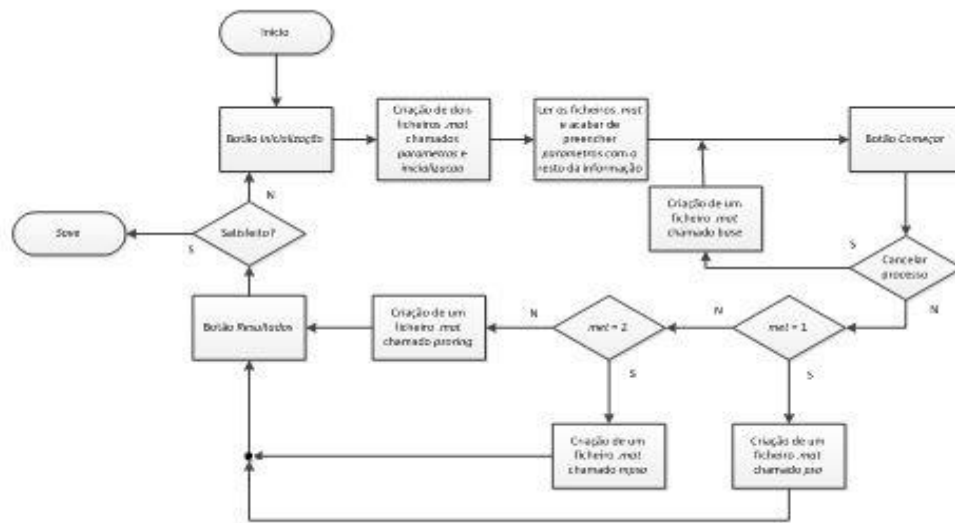 Início
Botão Inicialização
Criação de dois
ficheiros .mat
chamados
parametros e
inicializacao
Ler os ficheiros .mat
e acabar de
preencher
parametros com o
resto da informação
Botão Começar
Criação de um
ficheiro .mat
chamado base
S
Cancelar
processo
N
N
Satisfeito?
S
Save
Botão Resultados
Criação de um
ficheiro .mat
chamado
N
met = 2
N
met = 1
S
S
Criação de um
ficheiro .mat
chamado mpso
Criação de um
ficheiro .mat
chamado pso